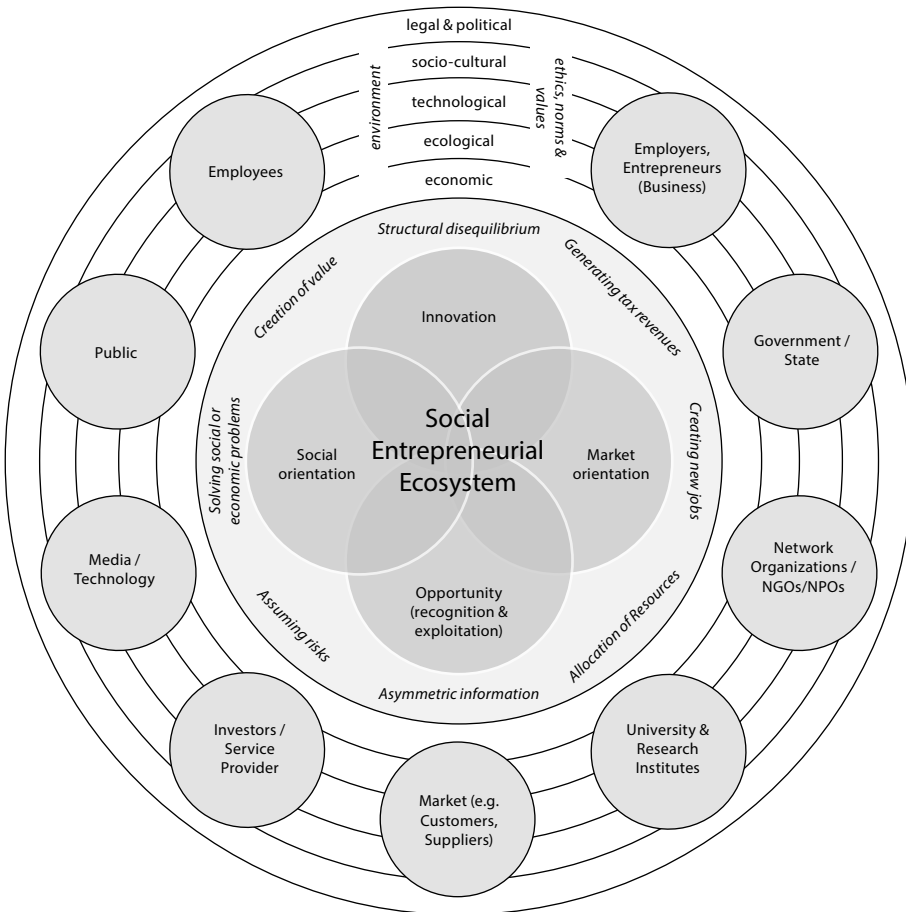 legal & political
socio-cultural
technological
ecological
economic
environment
ethics, norms &
values
Employees
Employers,
Entrepreneurs
(Business)
Public
Government /
State
Media /
Technology
Network
Organizations /
NGOs/NPOs
Investors /
Service
Provider
University &
Research
Institutes
Market (e.g.
Customers,
Suppliers)
Structural disequilibrium
Creation of value
Generating tax revenues
Solving social or
economic problems
Creating new jobs
Assuming risks
Allocation of Resources
Asymmetric information
Innovation
Social
orientation
Social
Entrepreneurial
Ecosystem
Market
orientation
Opportunity
(recognition &
exploitation)